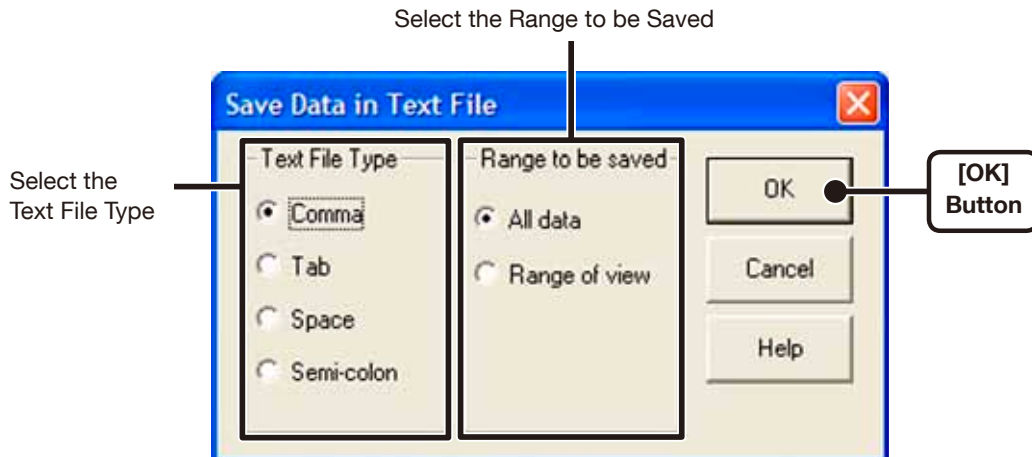 Select the Range to be Saved
Save Data in Text File
Select the
Text File Type
Text File Type
Comma
Tab
Space
Semi-colon
Range to be saved
All data
Range of view
OK
Cancel
Help
[OK]
Button